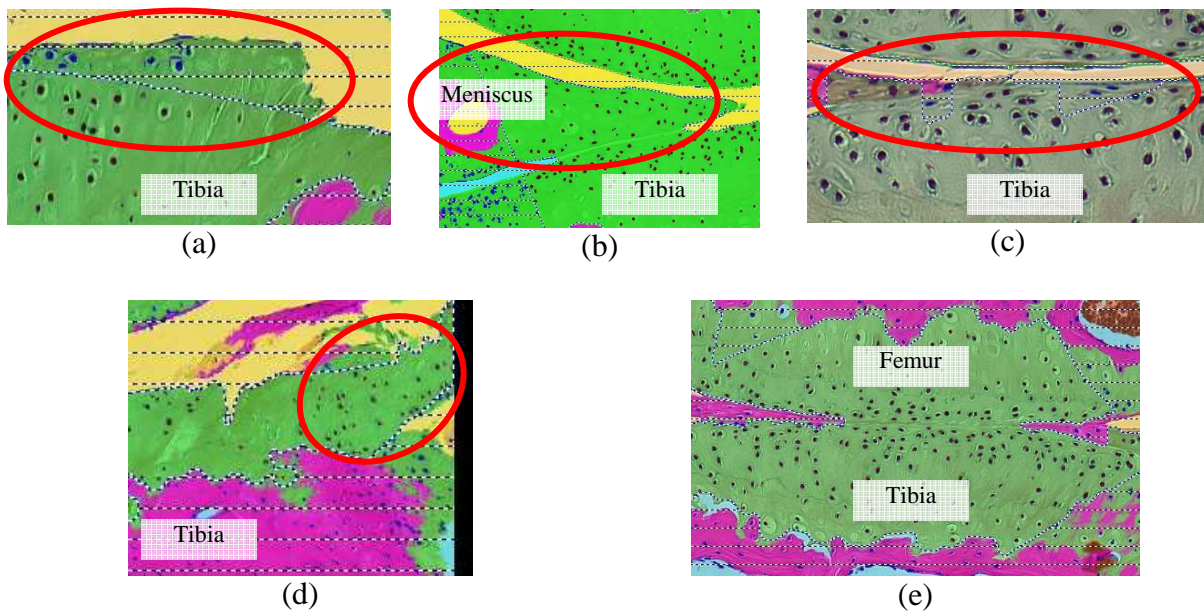 Tibia
(a)
Meniscus
Tibia
(b)
Tibia
(c)
Tibia
(d)
Femur
Tibia
(e)